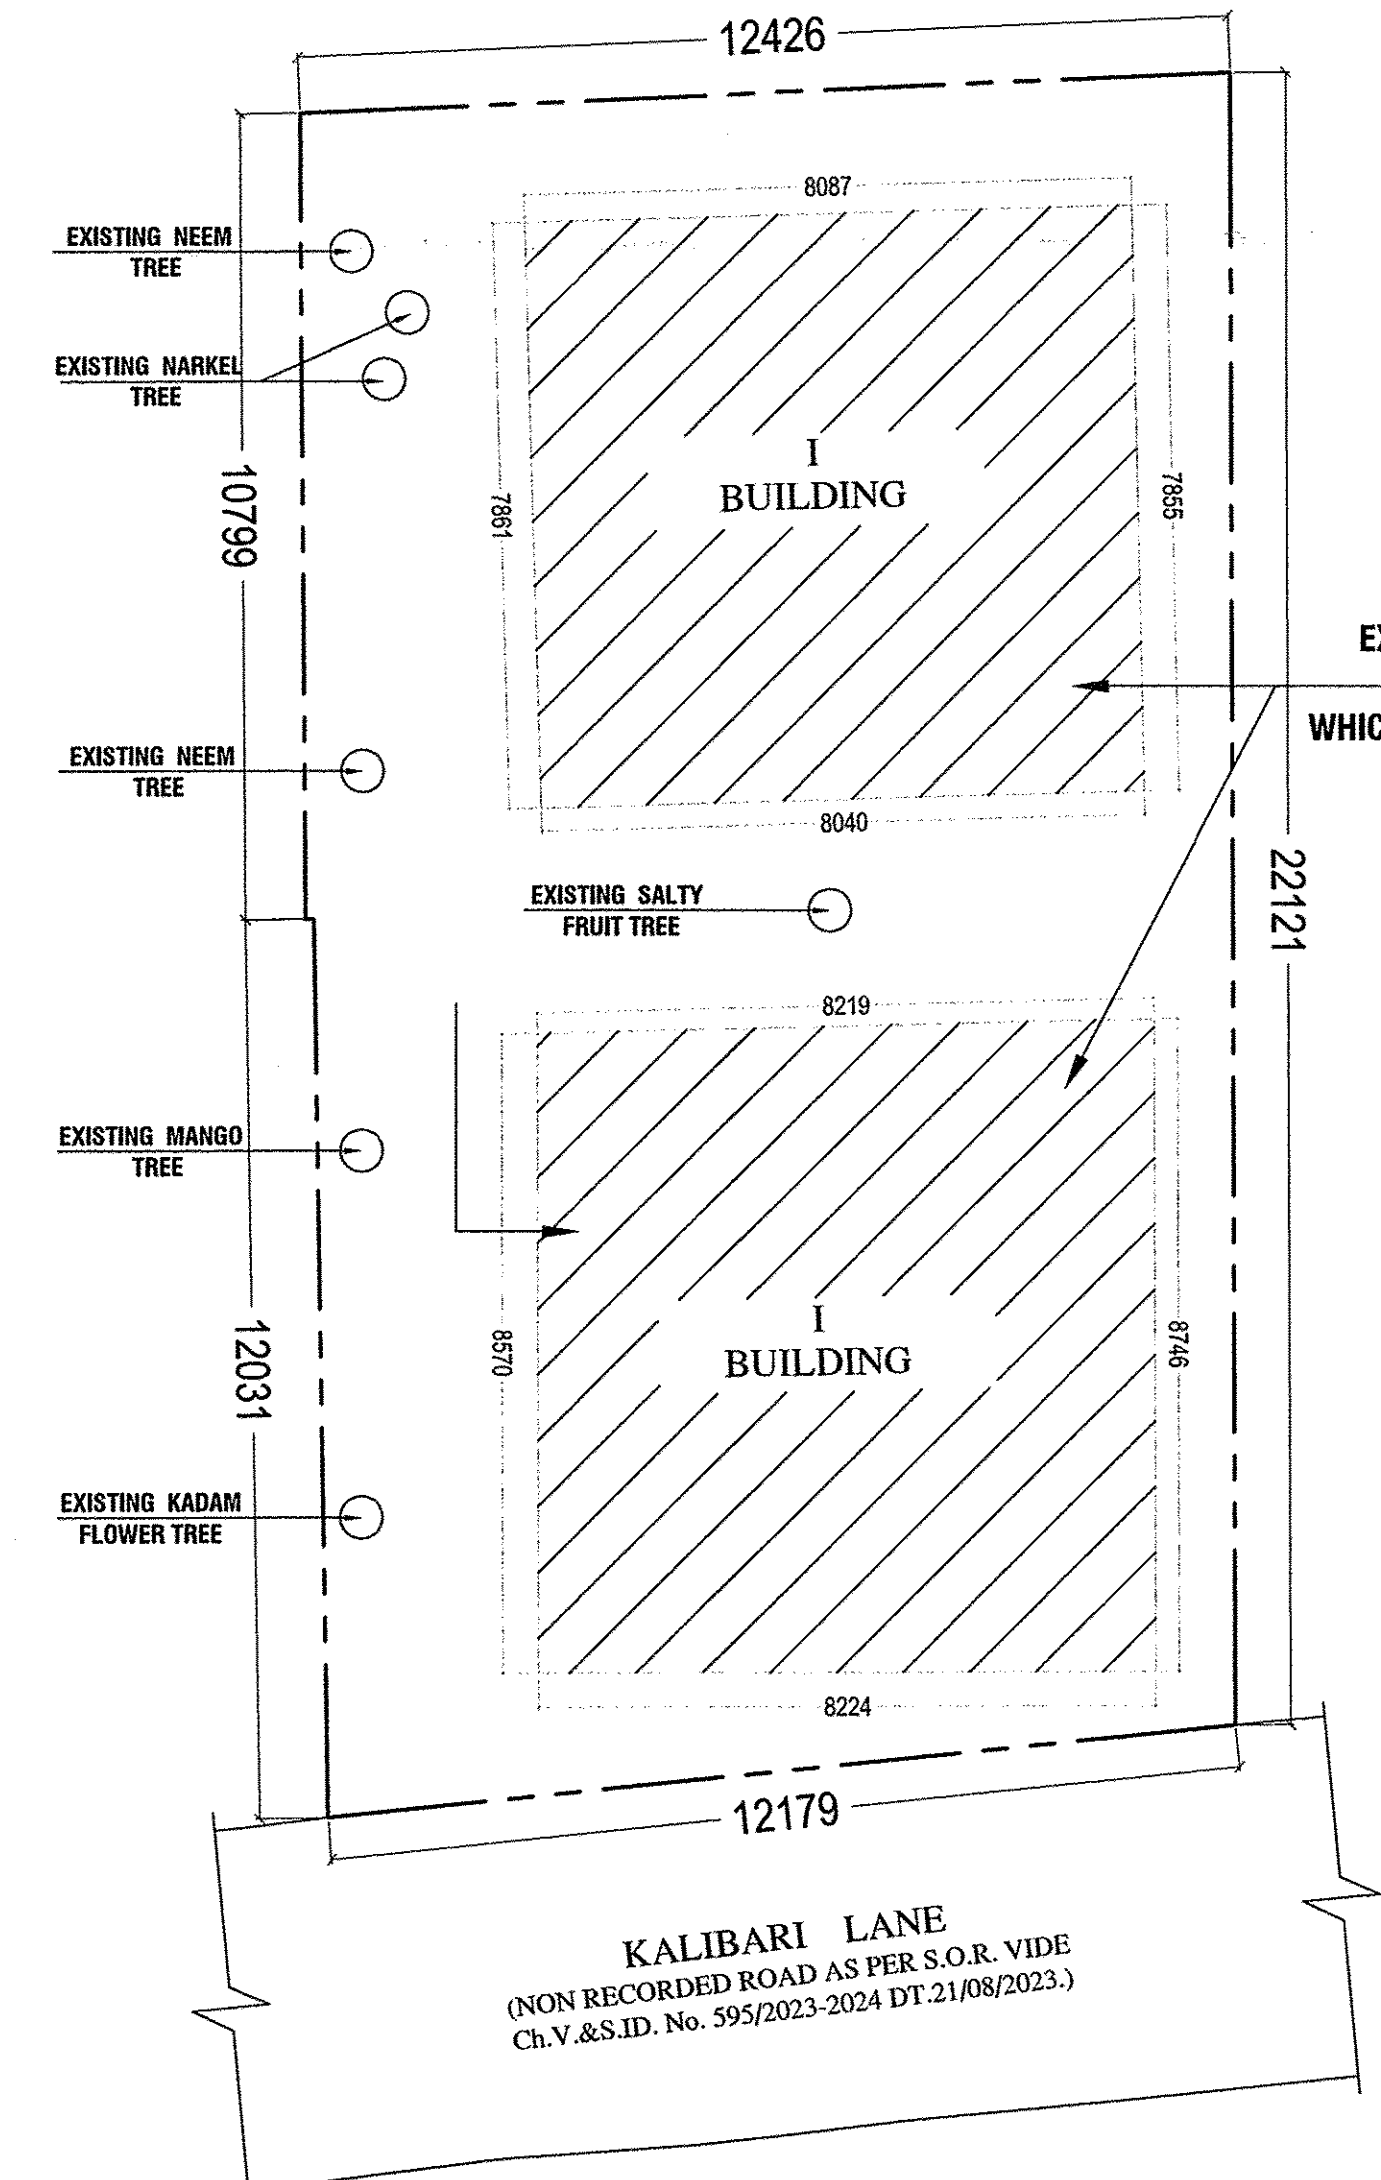 12426
8087
EXISTING NEEM
TREE
EXISTING NARKEL
TREE
10799
7861
I
BUILDING
7855
EX
WHIC
EXISTING NEEM
TREE
8040
EXISTING SALTY
FRUIT TREE
22121
8219
EXISTING MANGO
TREE
12031
8570
I
BUILDING
8746
EXISTING KADAM
FLOWER TREE
8224
12179
KALIBARI LANE
(NON RECORDED ROAD AS PER S.O.R. VIDE
Ch.V.&S.ID. No. 595/2023-2024 DT.21/08/2023.)